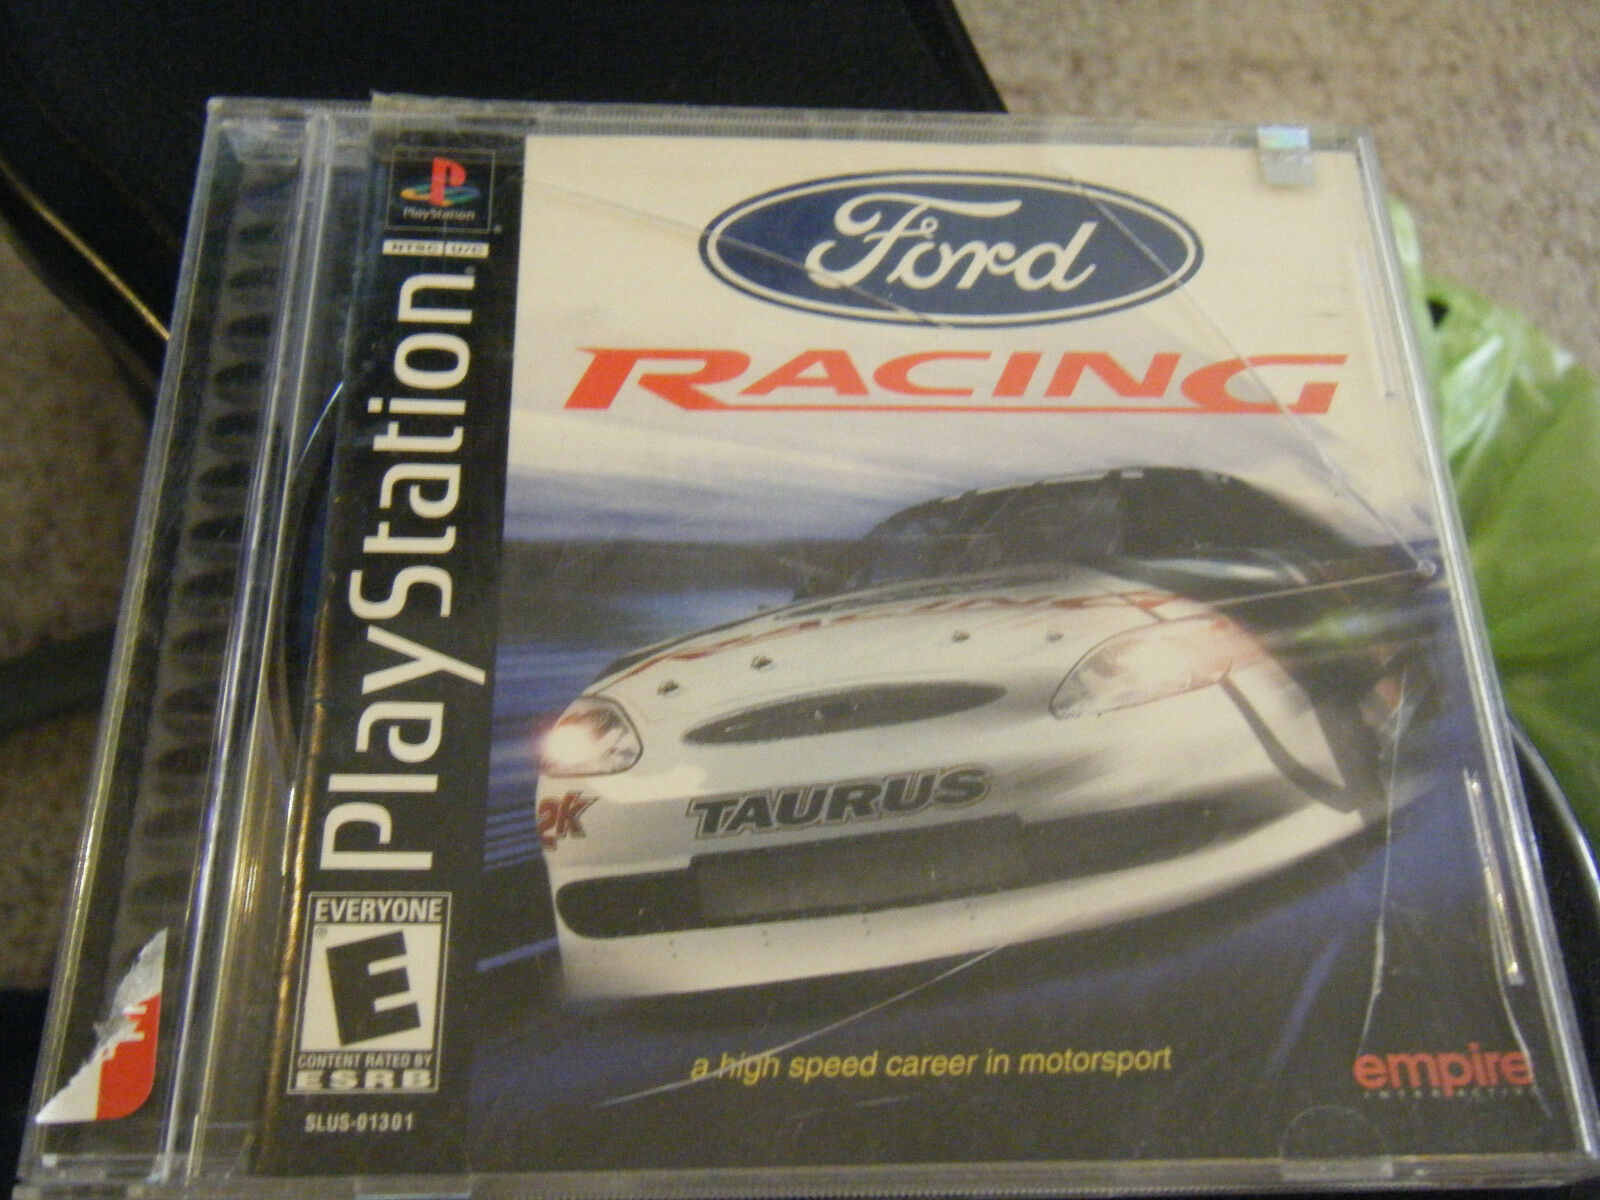 PlayStation
NTSC U/C
PlayStation
Ford
RACING
TAURUS
2K
EVERYONE
E
CONTENT RATED BY
ESRB
SLUS-01301
a high speed career in motorsport
empire
INTERACTIVE